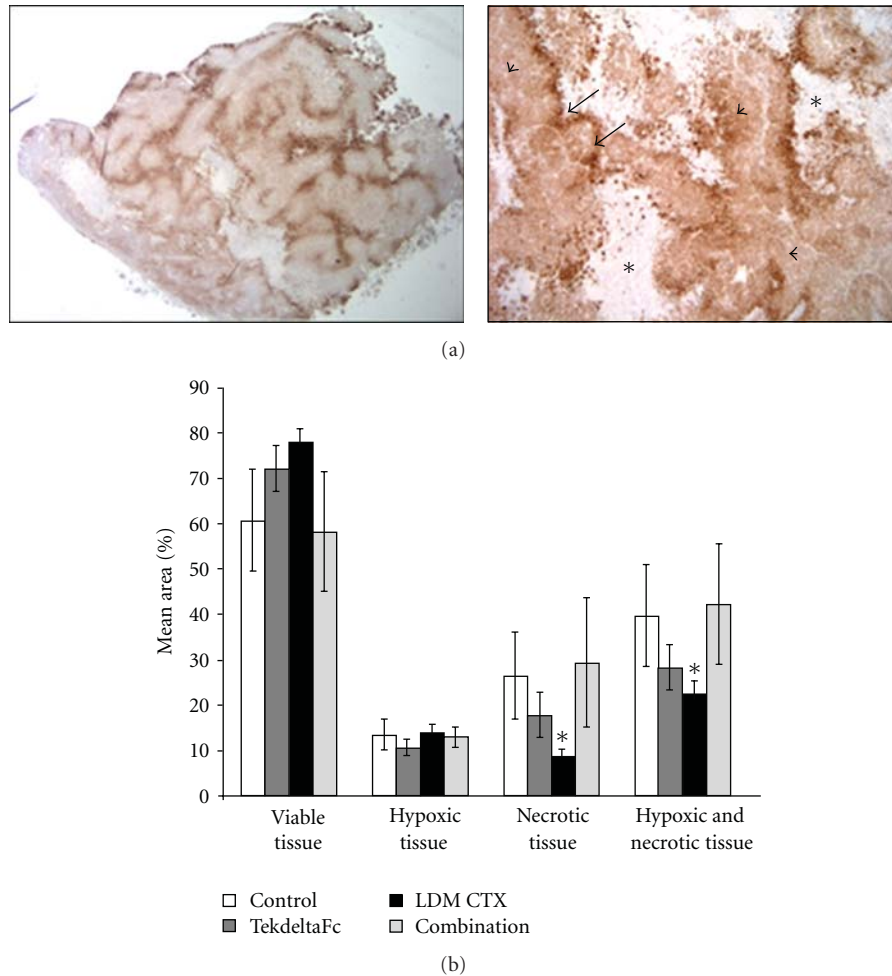 * *
(a)
Mean area (%)
90
80
70
60
50
40
30
20
10
0
* *
Viable tissue
Hypoxic tissue
Necrotic tissue
Hypoxic and necrotic tissue
Control
TekdeltaFc
LDM CTX
Combination
(b)